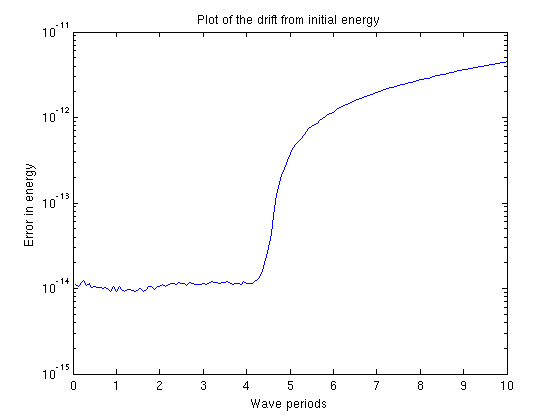 Plot of the drift from initial energy
10^-11
10^-12
10^-13
10^-14
10^-15
Error in energy
0 1 2 3 4 5 6 7 8 9 10
Wave periods